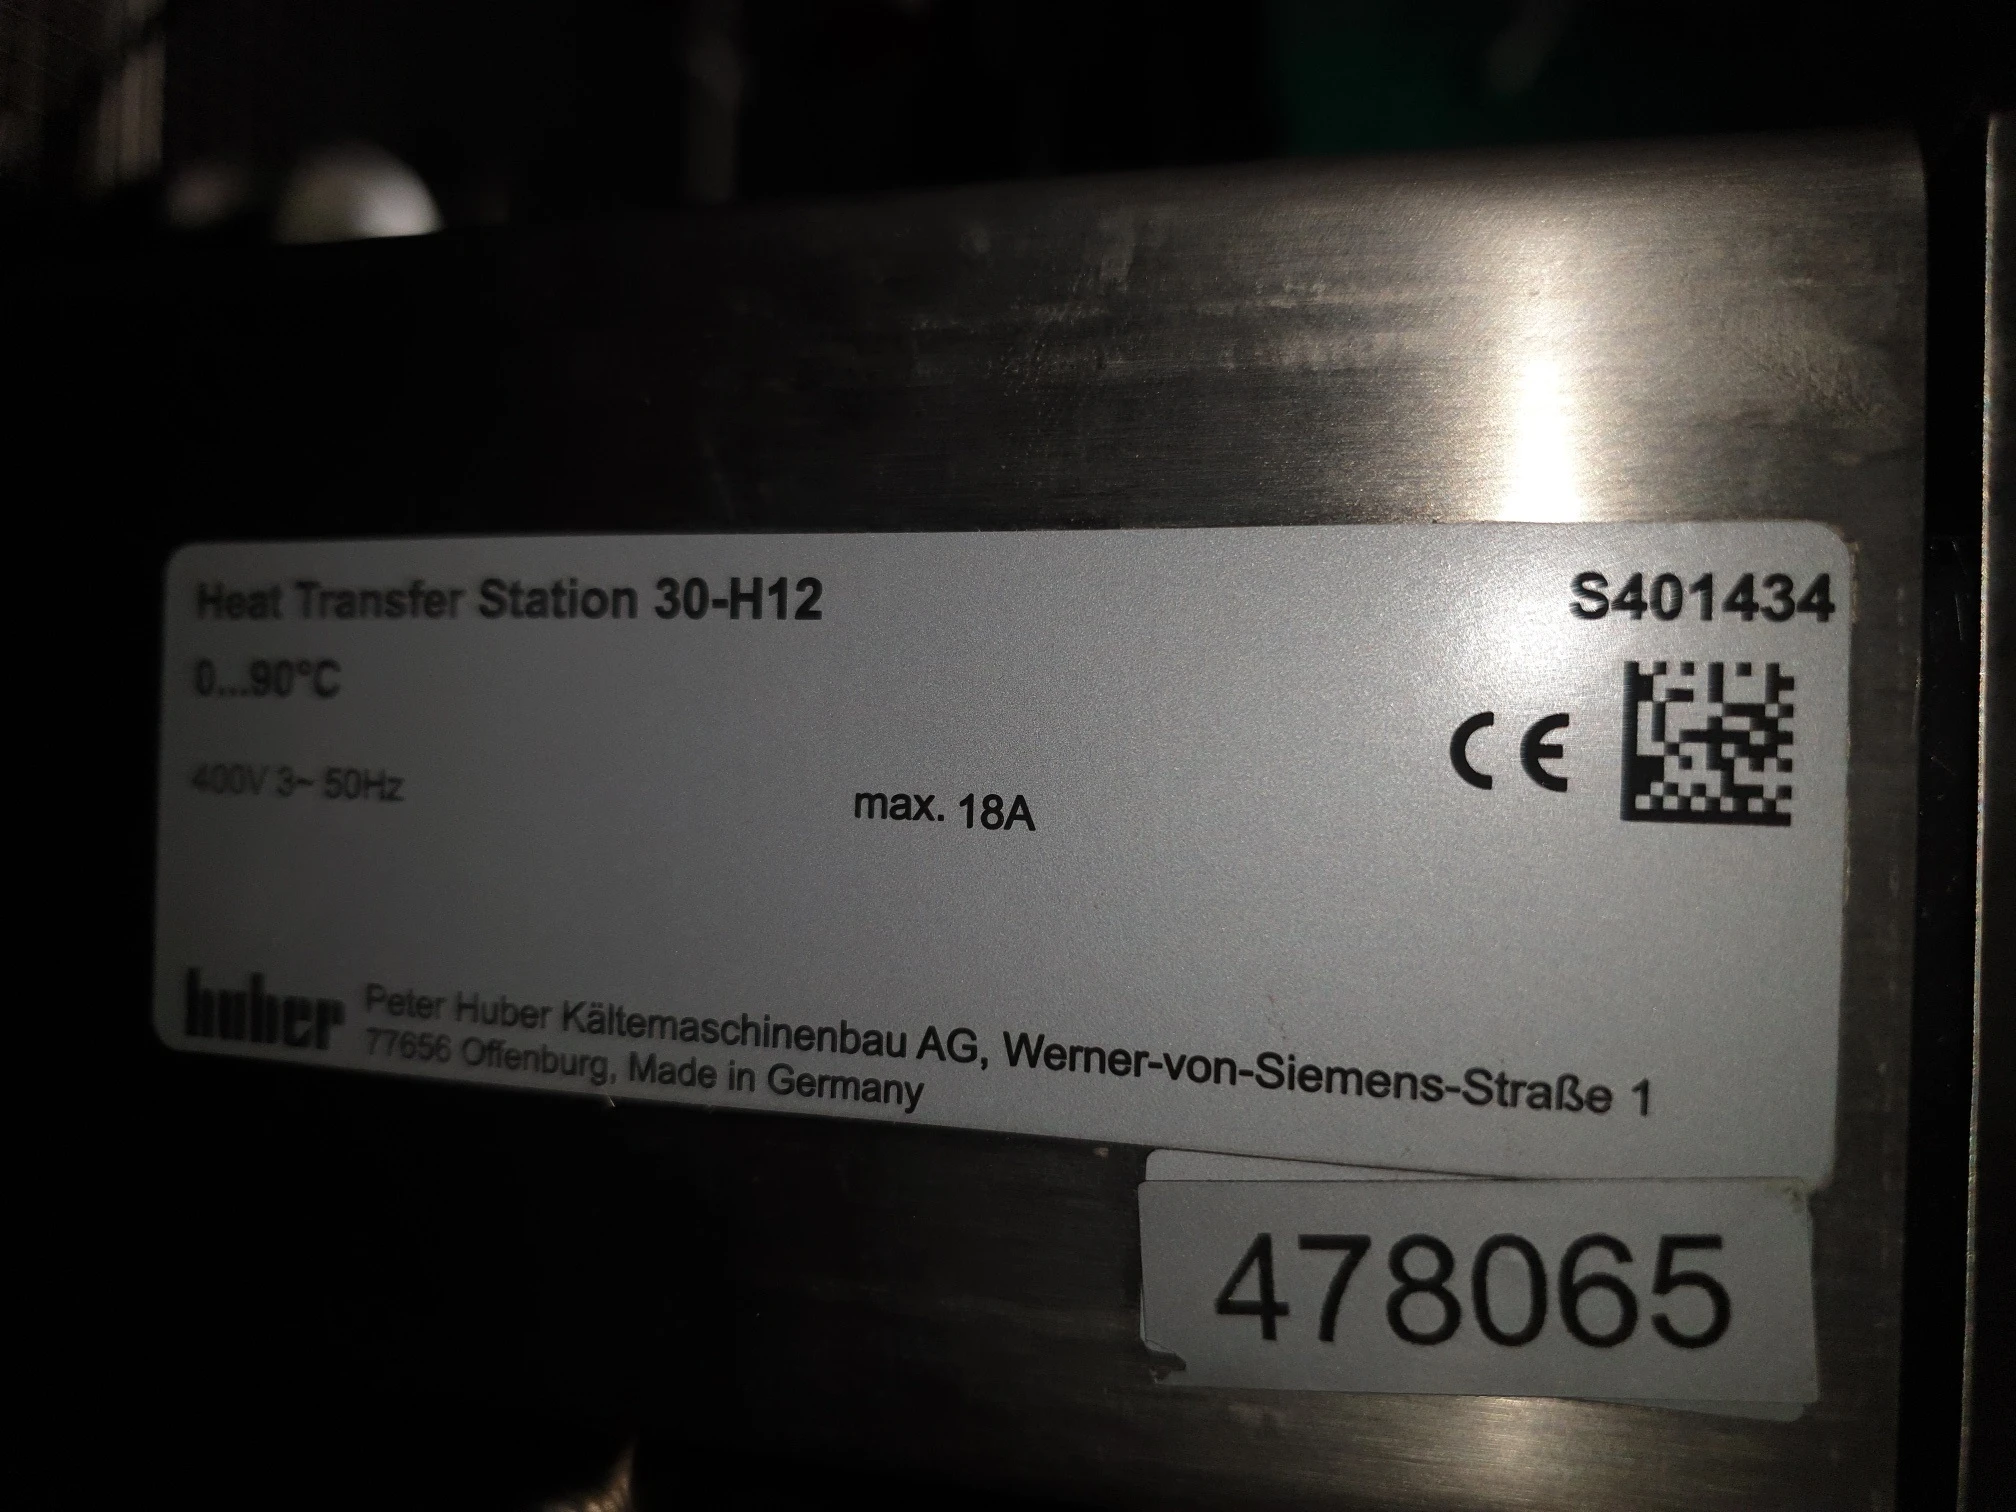 Heat Transfer Station 30-H12
S401434
0...90°C
CE
400V 3~ 50Hz
max. 18A
huber
Peter Huber Kältemaschinenbau AG, Werner-von-Siemens-Straße 1
77656 Offenburg, Made in Germany
478065